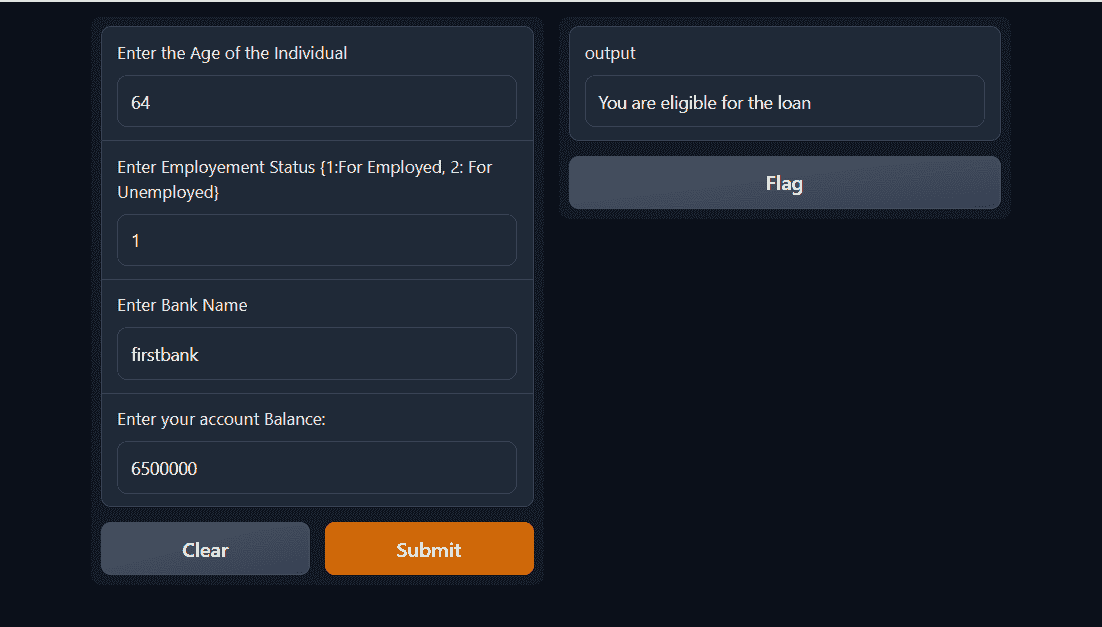 Enter the Age of the Individual
64
Enter Employement Status {1:For Employed, 2: For
Unemployed}
1
Enter Bank Name
firstbank
Enter your account Balance:
6500000
Clear
Submit
output
You are eligible for the loan
Flag